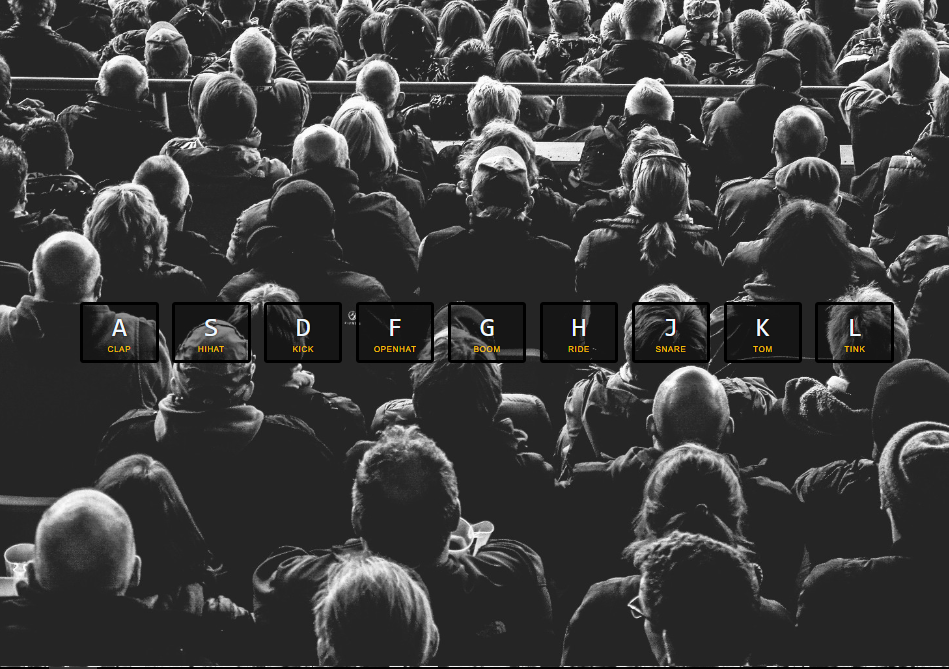 A S D F G H J K L
CLAP HIHAT KICK OPENHAT BOOM RIDE SNARE TOM TINK